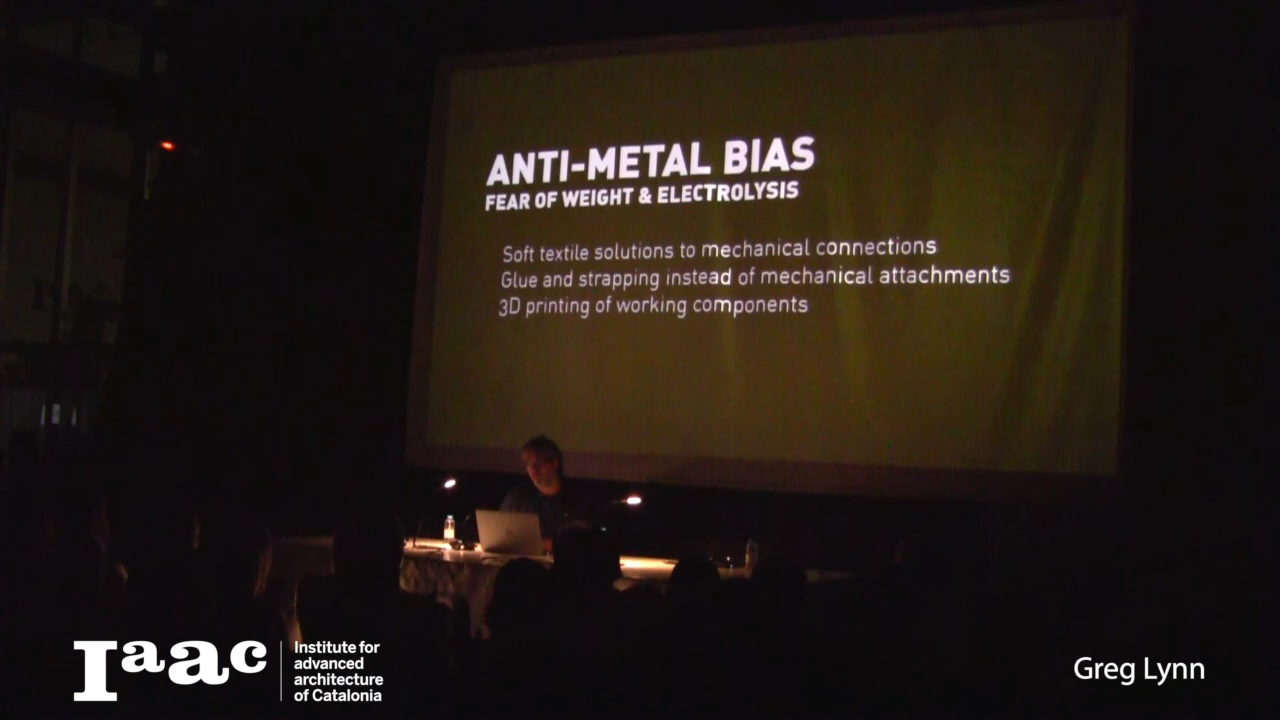 ANTI-METAL BIAS
FEAR OF WEIGHT & ELECTROLYSIS
Soft textile solutions to mechanical connections
Glue and strapping instead of mechanical attachments
3D printing of working components
Iaac
Institute for
advanced
architecture
of Catalonia
Greg Lynn